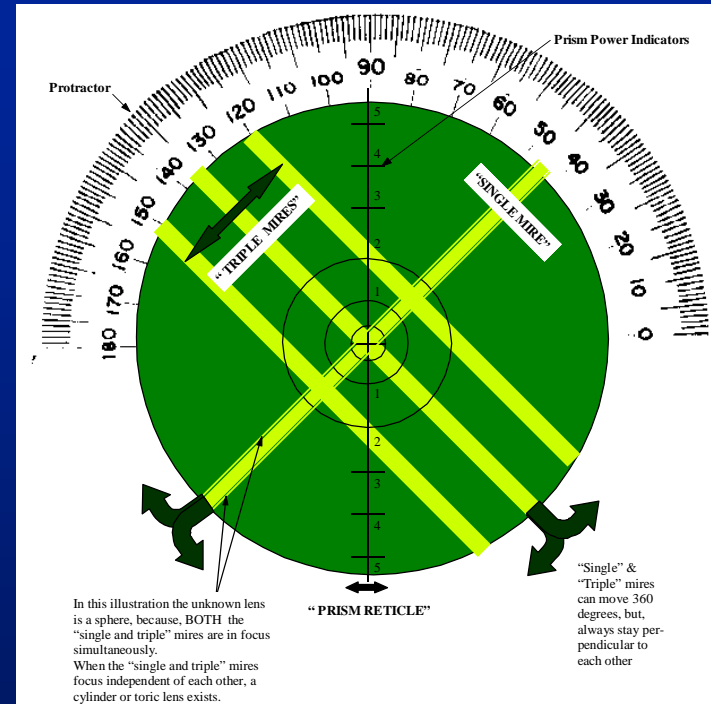 Prism Power Indicators
Protractor
180
170
160
150
140
130
120
110
100
90
80
70
60
50
40
30
20
10
0
5
4
3
2
1
1
2
3
4
5
“TRIPLE MIRES”
“SINGLE MIRE”
“ PRISM RETICLE”
In this illustration the unknown lens
is a sphere, because, BOTH the
“single and triple” mires are in focus
simultaneously.
When the “single and triple” mires
focus independent of each other, a
cylinder or toric lens exists.
“Single” &
“Triple” mires
can move 360
degrees, but,
always stay per-
pendicular to
each other